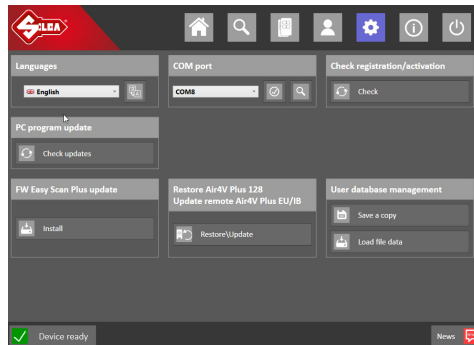 SILCA
Languages
COM port
Check registration/activation
English
COM8
Check
PC program update
Check updates
FW Easy Scan Plus update
Restore Air4V Plus 128
Update remote Air4V Plus EU/IB
User database management
Install
Restore\Update
Save a copy
Load file data
Device ready
News